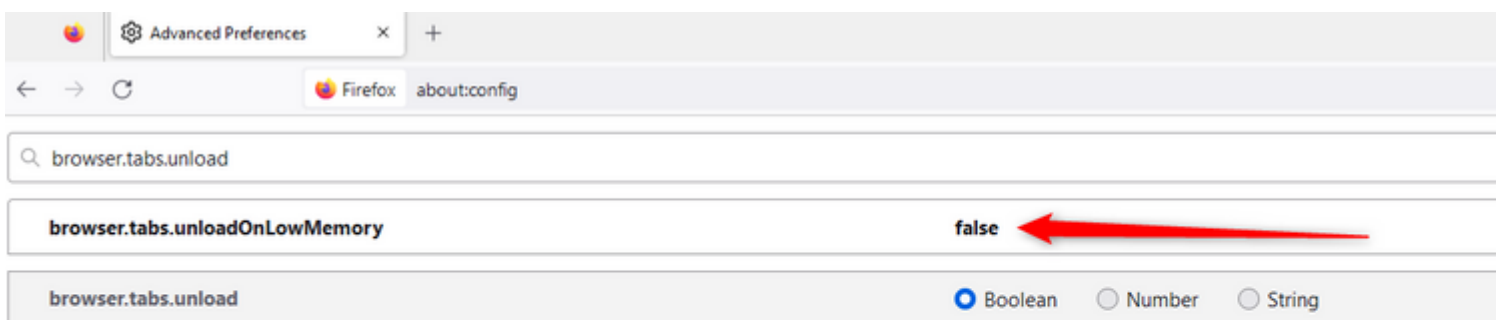 Advanced Preferences
Firefox about:config
browser.tabs.unload
browser.tabs.unloadOnLowMemory false
browser.tabs.unload Boolean Number String